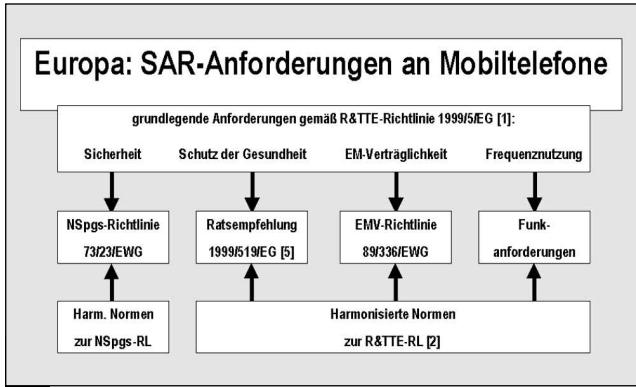 Europa: SAR-Anforderungen an Mobiltelefone
grundlegende Anforderungen gemäß R&TTE-Richtlinie 1999/5/EG [1]:
Sicherheit Schutz der Gesundheit EM-Verträglichkeit Frequenznutzung
NSpgs-Richtlinie
73/23/EWG
Ratsempfehlung
1999/519/EG [5]
EMV-Richtlinie
89/336/EWG
Funk-
anforderungen
Harm. Normen
zur NSpgs-RL
Harmonisierte Normen
zur R&TTE-RL [2]